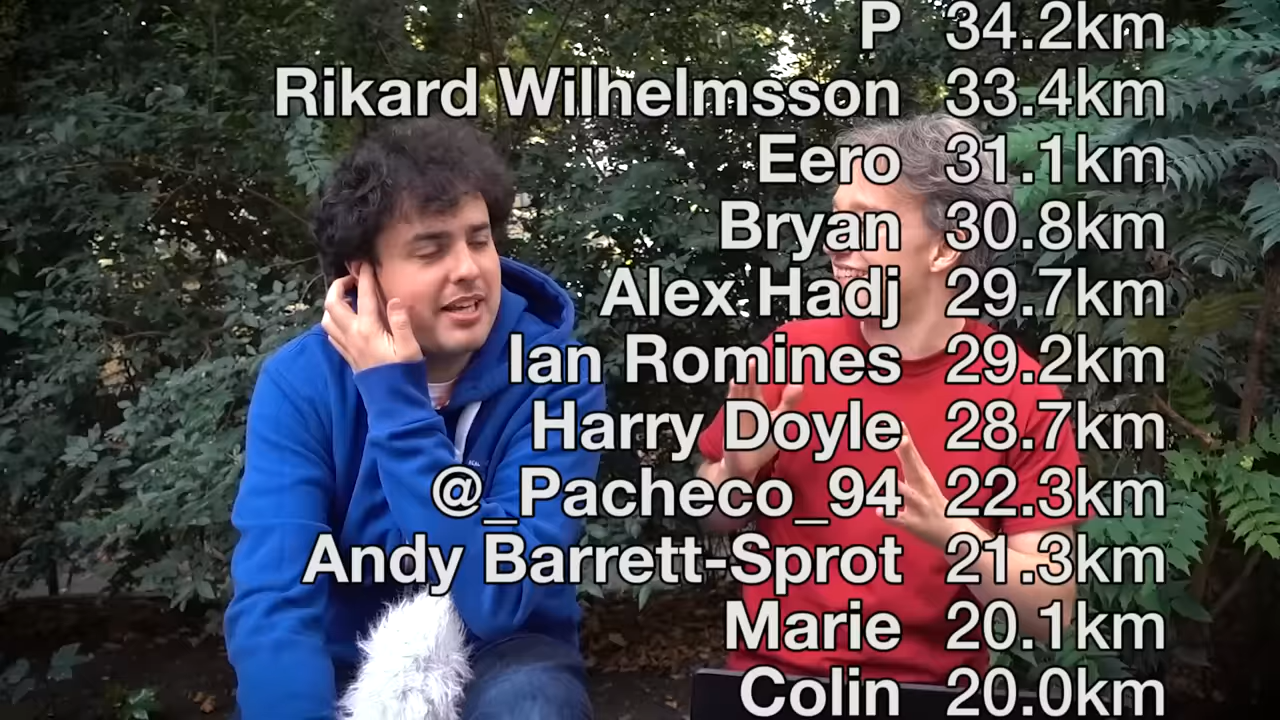 P 34.2km
Rikard Wilhelmsson 33.4km
Eero 31.1km
Bryan 30.8km
Alex Hadj 29.7km
Ian Romines 29.2km
Harry Doyle 28.7km
@_Pacheco_94 22.3km
Andy Barrett-Sprot 21.3km
Marie 20.1km
Colin 20.0km